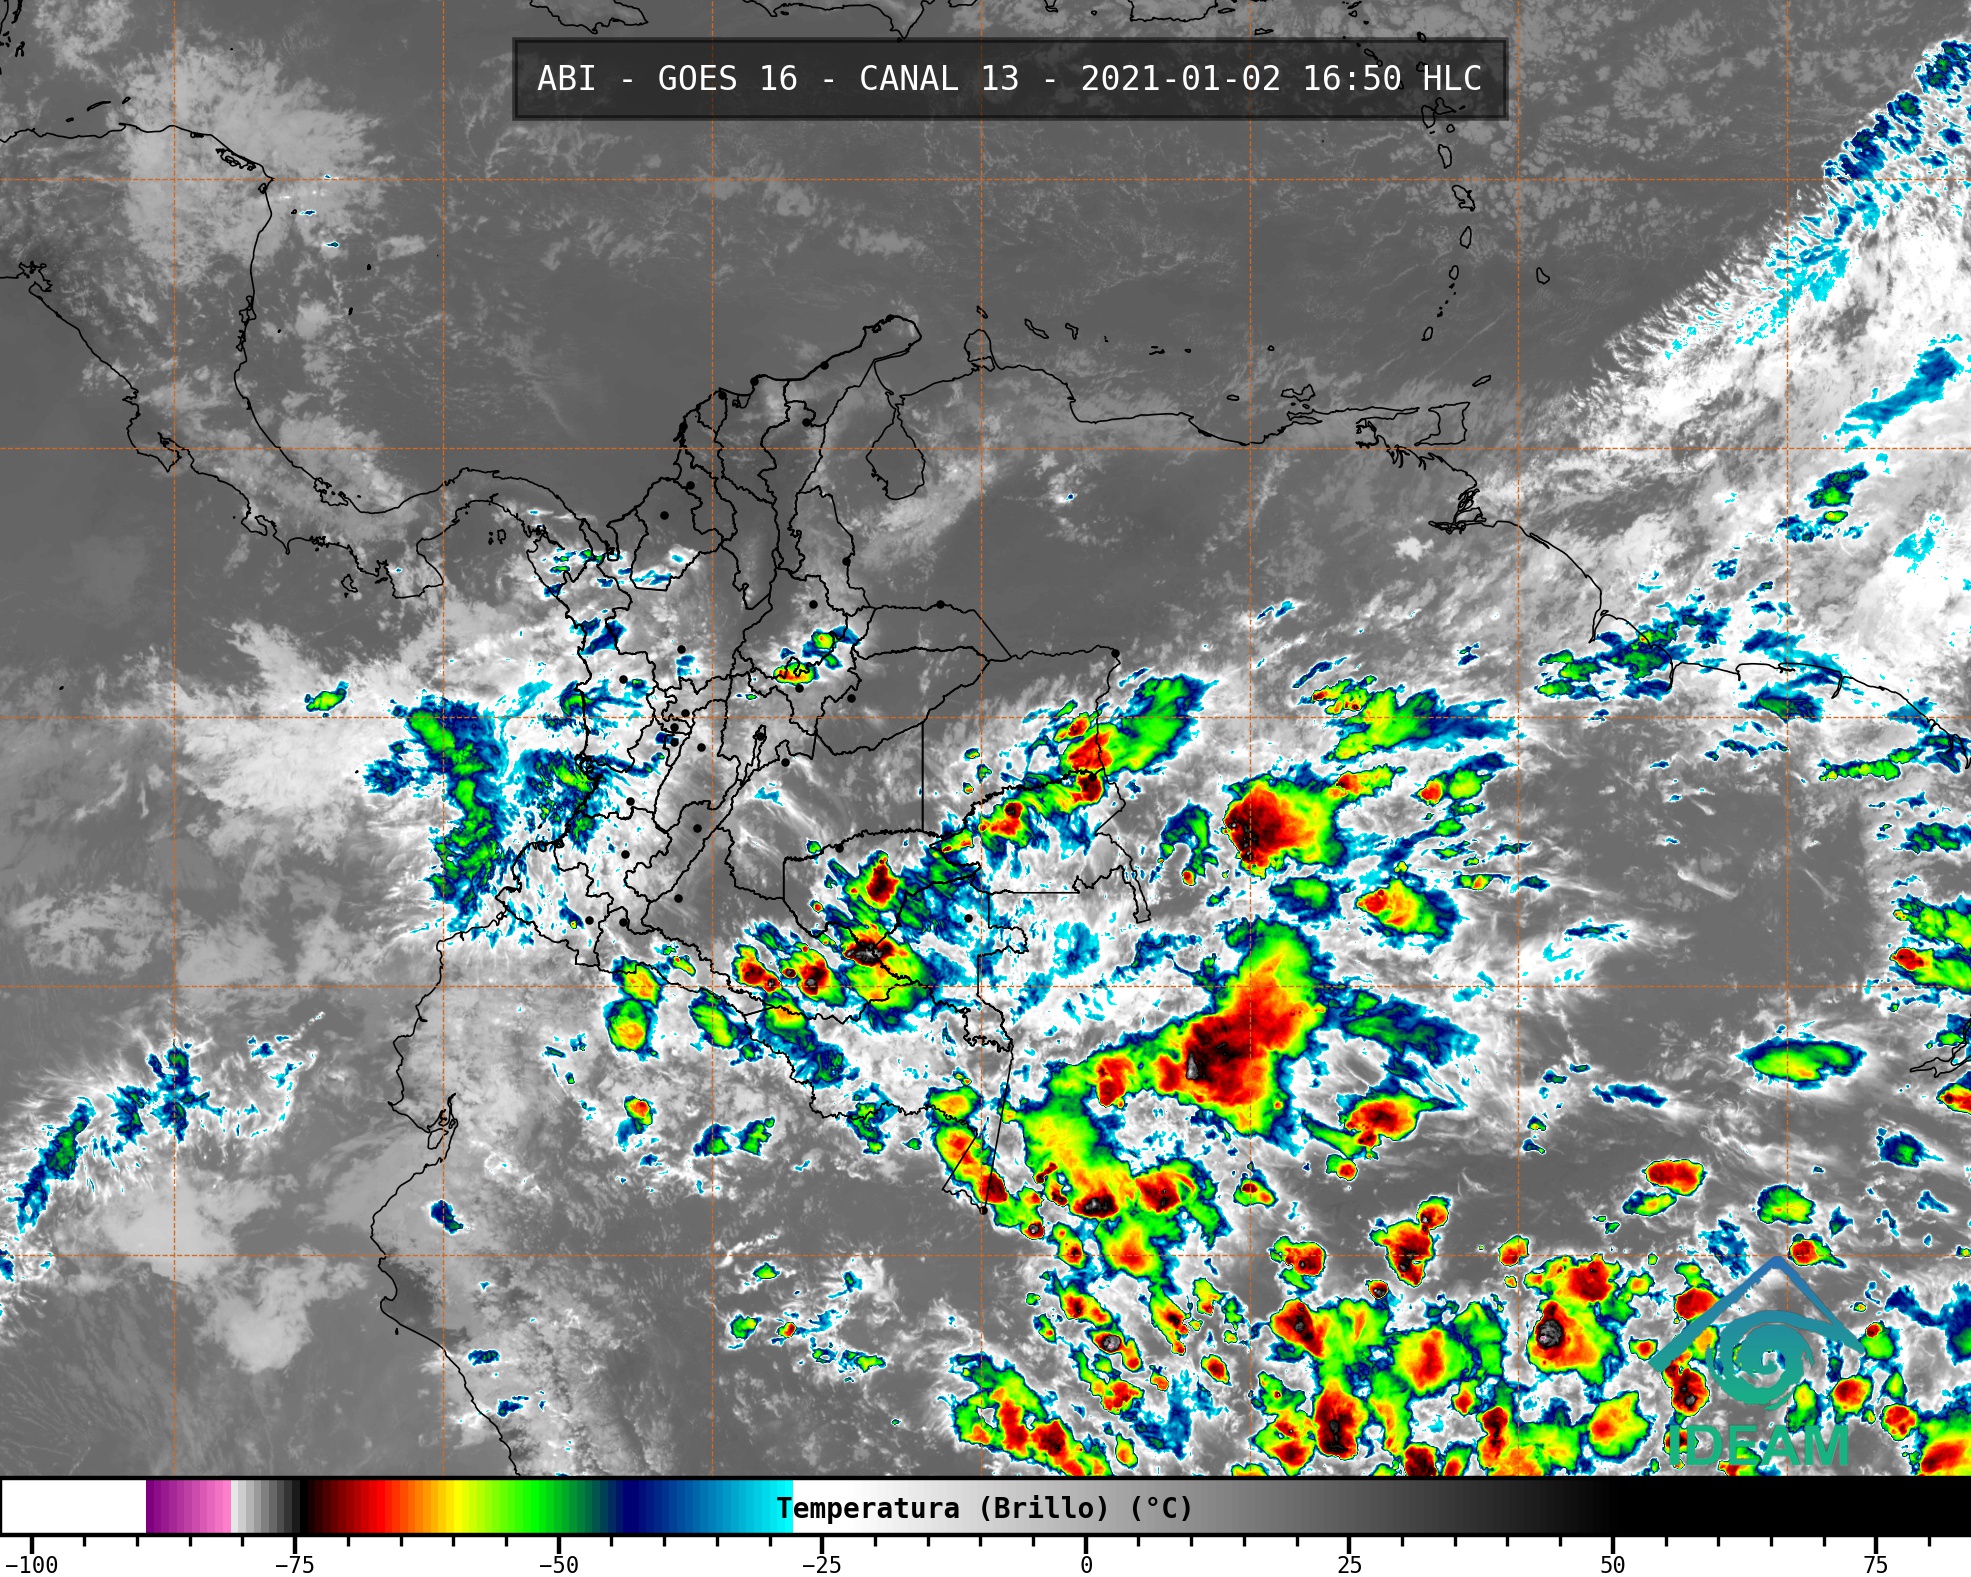 ABI - GOES 16 - CANAL 13 - 2021-01-02 16:50 HLC
IDEAM
Temperatura (Brillo) (°C)
−100 −75 −50 −25 0 25 50 75